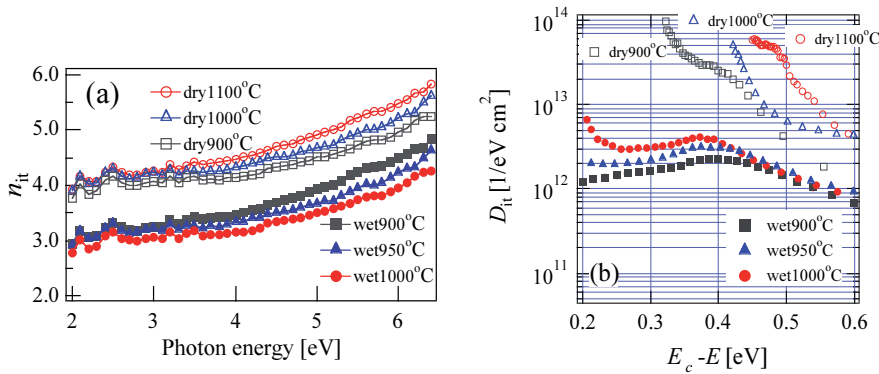 (a)
6.0
5.0
4.0
3.0
2.0
n_it
dry1100°C
dry1000°C
dry900°C
wet900°C
wet950°C
wet1000°C
2 3 4 5 6
Photon energy [eV]
10^14
10^13
10^12
10^11
D_it [1/eV cm^2]
dry900°C
dry1000°C
dry1100°C
wet900°C
wet950°C
wet1000°C
(b)
0.2 0.3 0.4 0.5 0.6
E_c -E [eV]